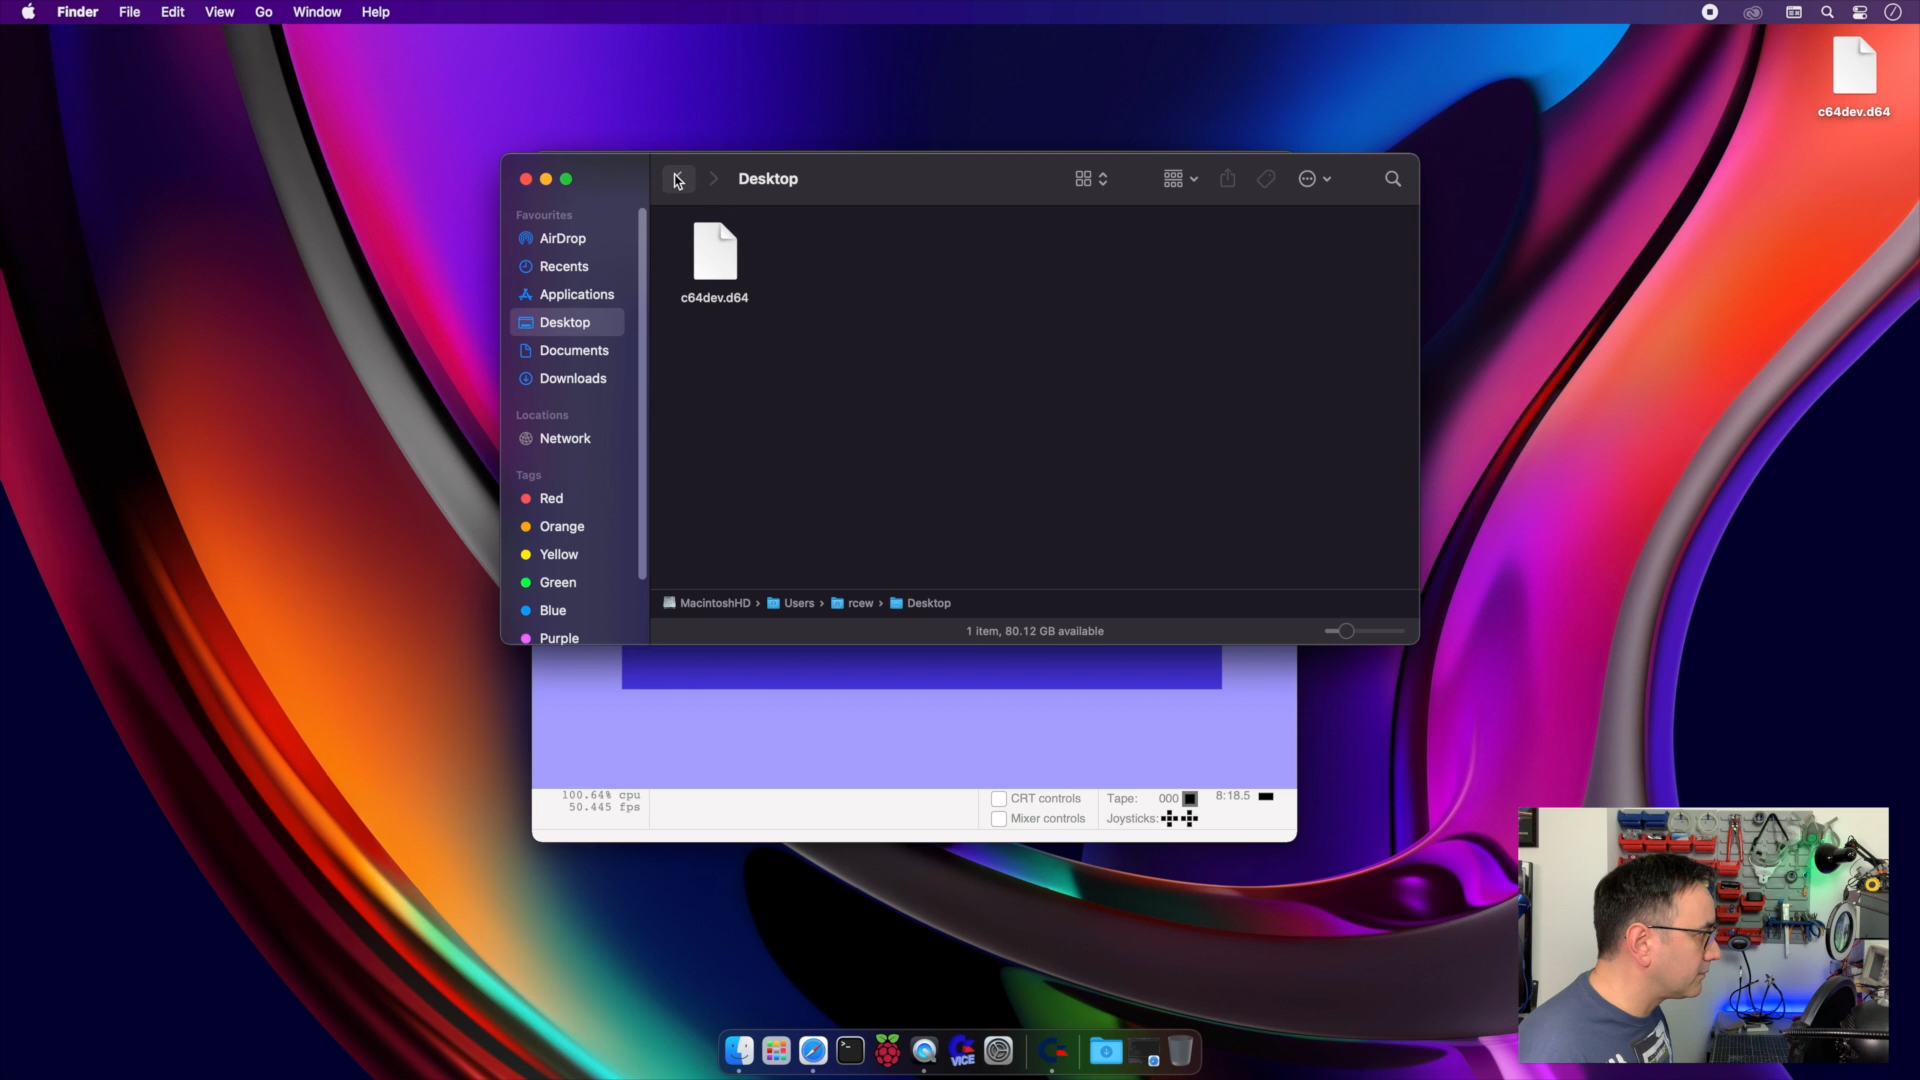 Finder File Edit View Go Window Help
c64dev.d64
Desktop
Favourites
AirDrop
Recents
Applications
Desktop
Documents
Downloads
Locations
Network
Tags
Red
Orange
Yellow
Green
Blue
Purple
c64dev.d64
MacintoshHD › Users › rcew › Desktop
1 item, 80.12 GB available
100.64% cpu
50.445 fps
CRT controls
Mixer controls
Tape: 000
Joysticks:
8:18.5
VICE